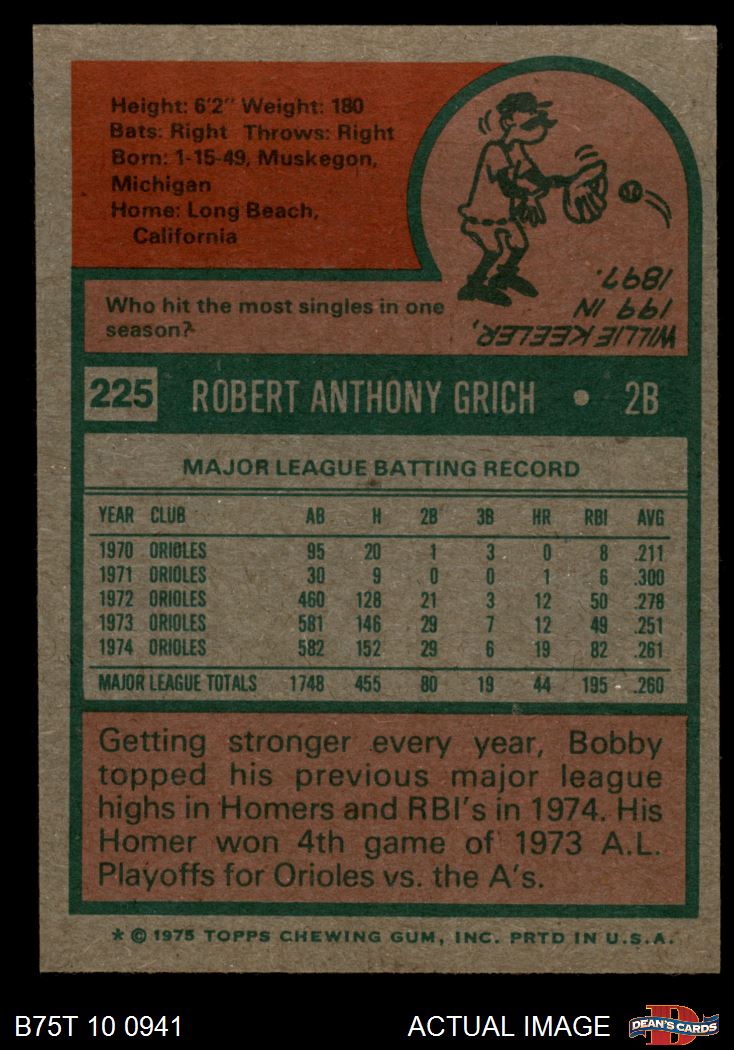 Height: 6'2" Weight: 180
Bats: Right Throws: Right
Born: 1-15-49, Muskegon,
Michigan
Home: Long Beach,
California
Who hit the most singles in one
season?
WILLIE KEELER,
199 IN
1897.
225 ROBERT ANTHONY GRICH • 2B
MAJOR LEAGUE BATTING RECORD
YEAR CLUB AB H 2B 3B HR RBI AVG
1970 ORIOLES 95 20 1 3 0 8 .211
1971 ORIOLES 30 9 0 0 1 6 .300
1972 ORIOLES 460 128 21 3 12 50 .278
1973 ORIOLES 581 146 29 7 12 49 .251
1974 ORIOLES 582 152 29 6 19 82 .261
MAJOR LEAGUE TOTALS 1748 455 80 19 44 195 .260
Getting stronger every year, Bobby
topped his previous major league
highs in Homers and RBI's in 1974. His
Homer won 4th game of 1973 A.L.
Playoffs for Orioles vs. the A's.
* © 1975 TOPPS CHEWING GUM, INC. PRTD IN U.S.A.
B75T 10 0941 ACTUAL IMAGE DEAN'S CARDS